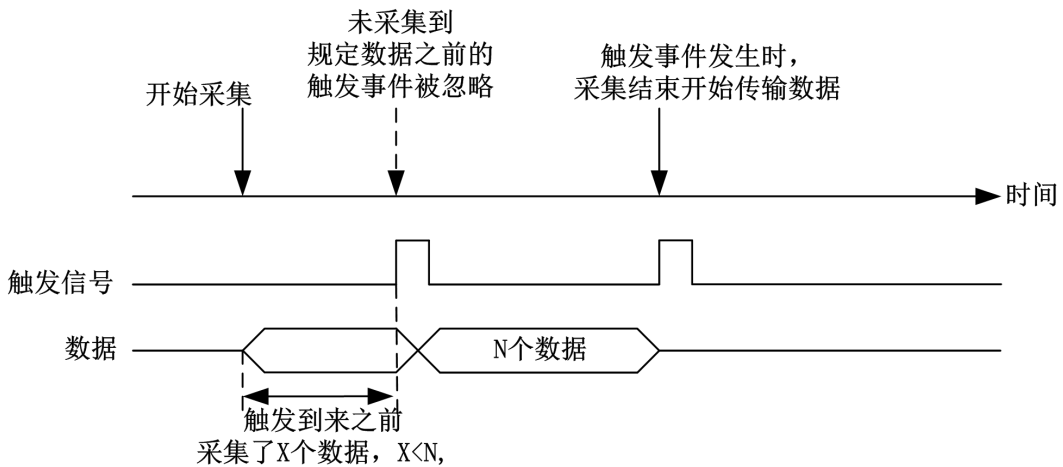 未采集到
规定数据之前的
触发事件被忽略
触发事件发生时，
采集结束开始传输数据
开始采集
时间
触发信号
数据
N个数据
触发到来之前
采集了X个数据，X<N,